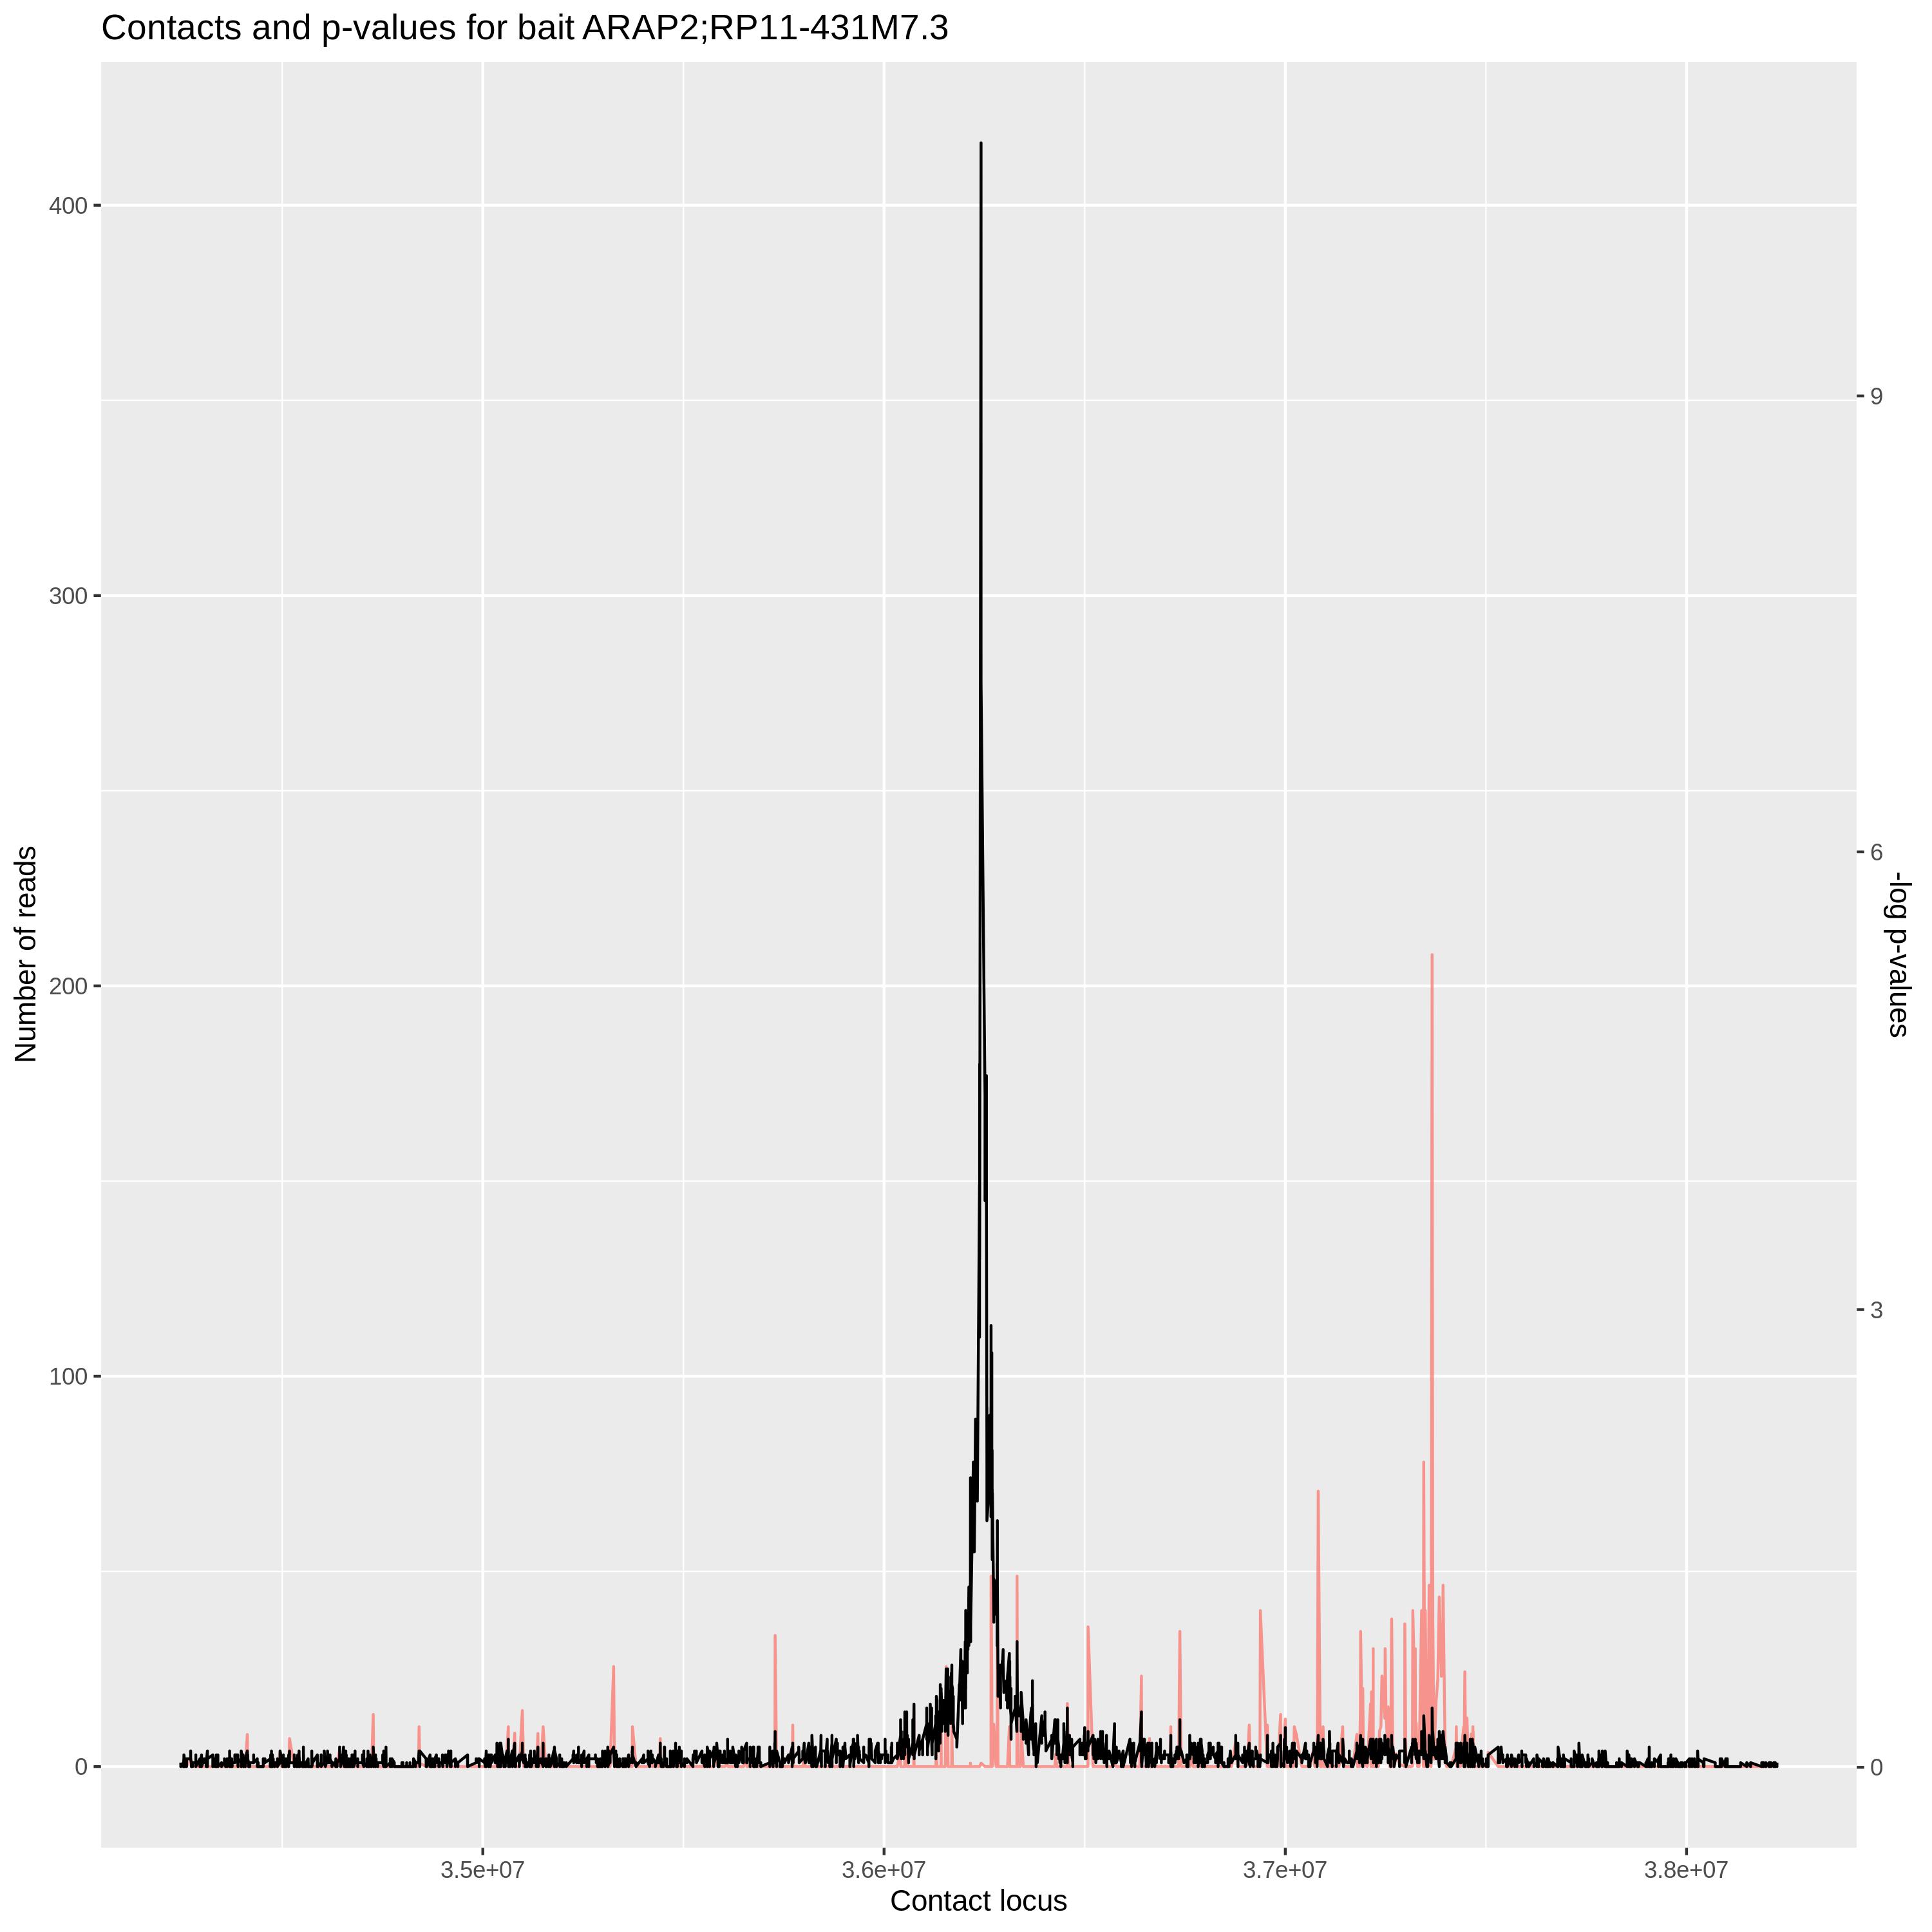 Contacts and p-values for bait ARAP2;RP11-431M7.3
400
300
200
100
0
Number of reads
9
6
3
0
-log p-values
3.5e+07
3.6e+07
3.7e+07
3.8e+07
Contact locus